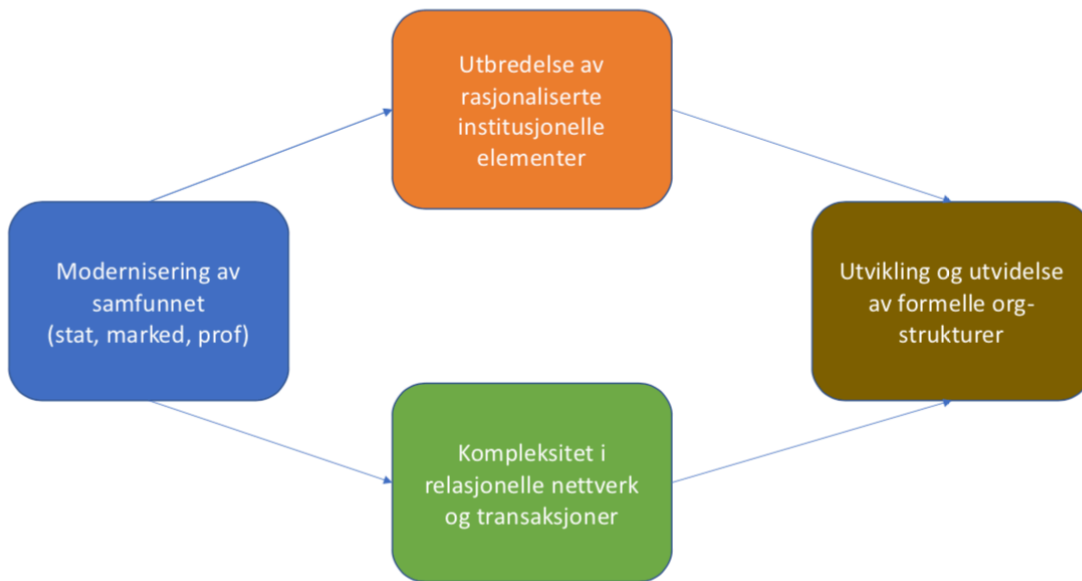 Utbredelse av
rasjonaliserte
institusjonelle
elementer
Modernisering av
samfunnet
(stat, marked, prof)
Utvikling og utvidelse
av formelle org-
strukturer
Kompleksitet i
relasjonelle nettverk
og transaksjoner